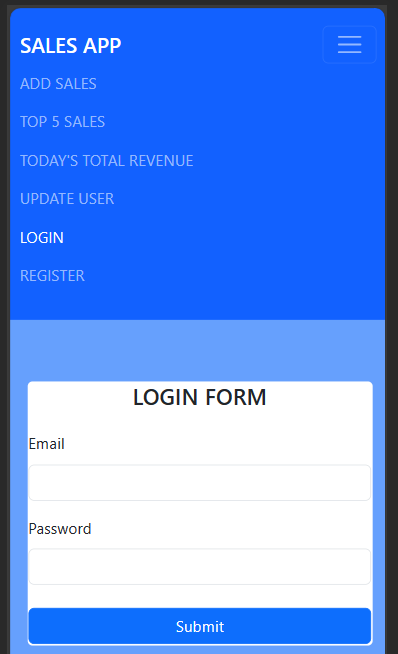 SALES APP
ADD SALES
TOP 5 SALES
TODAY'S TOTAL REVENUE
UPDATE USER
LOGIN
REGISTER
LOGIN FORM
Email
Password
Submit